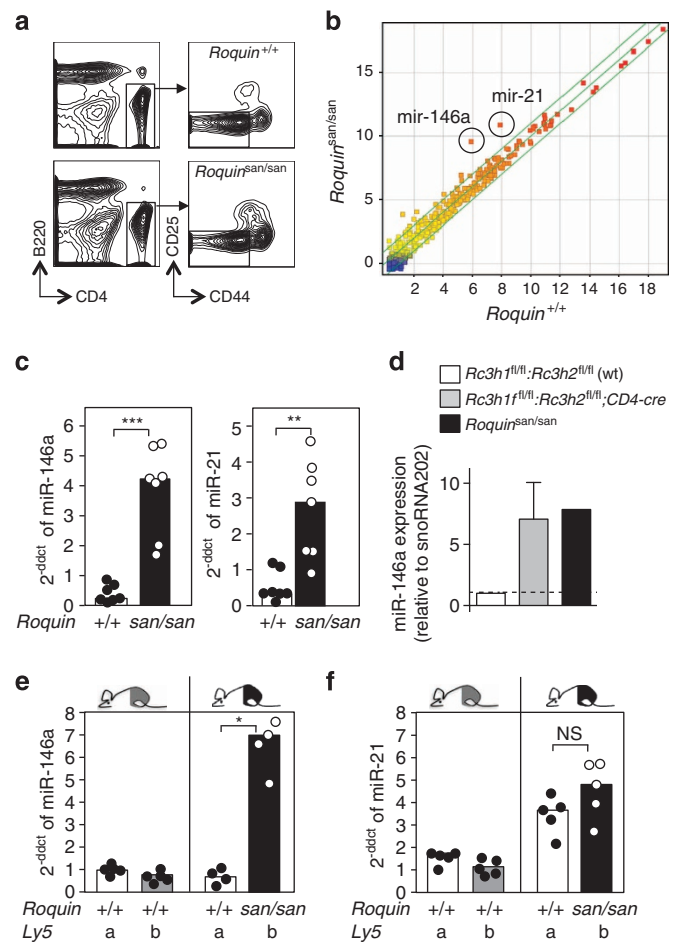 a
Roquin+/+
Roquinsan/san
B220
CD4
CD25
CD44
b
Roquinsan/san
15
10
5
0
mir-146a
mir-21
2 4 6 8 10 12 14 16 18
Roquin+/+
c
2-ddct of miR-146a
6
5
4
3
2
1
0
***
2-ddct of miR-21
5
4
3
2
1
0
**
Roquin +/+ san/san +/+ san/san
d
Rc3h1fl/fl:Rc3h2fl/fl (wt)
Rc3h1ffl/fl:Rc3h2fl/fl;CD4-cre
Roquinsan/san
miR-146a expression
(relative to snoRNA202)
10
5
0
e
2-ddct of miR-146a
8
7
6
5
4
3
2
1
0
*
Roquin +/+ +/+ +/+ san/san
Ly5 a b a b
f
2-ddct of miR-21
8
7
6
5
4
3
2
1
0
NS
Roquin +/+ +/+ +/+ san/san
Ly5 a b a b